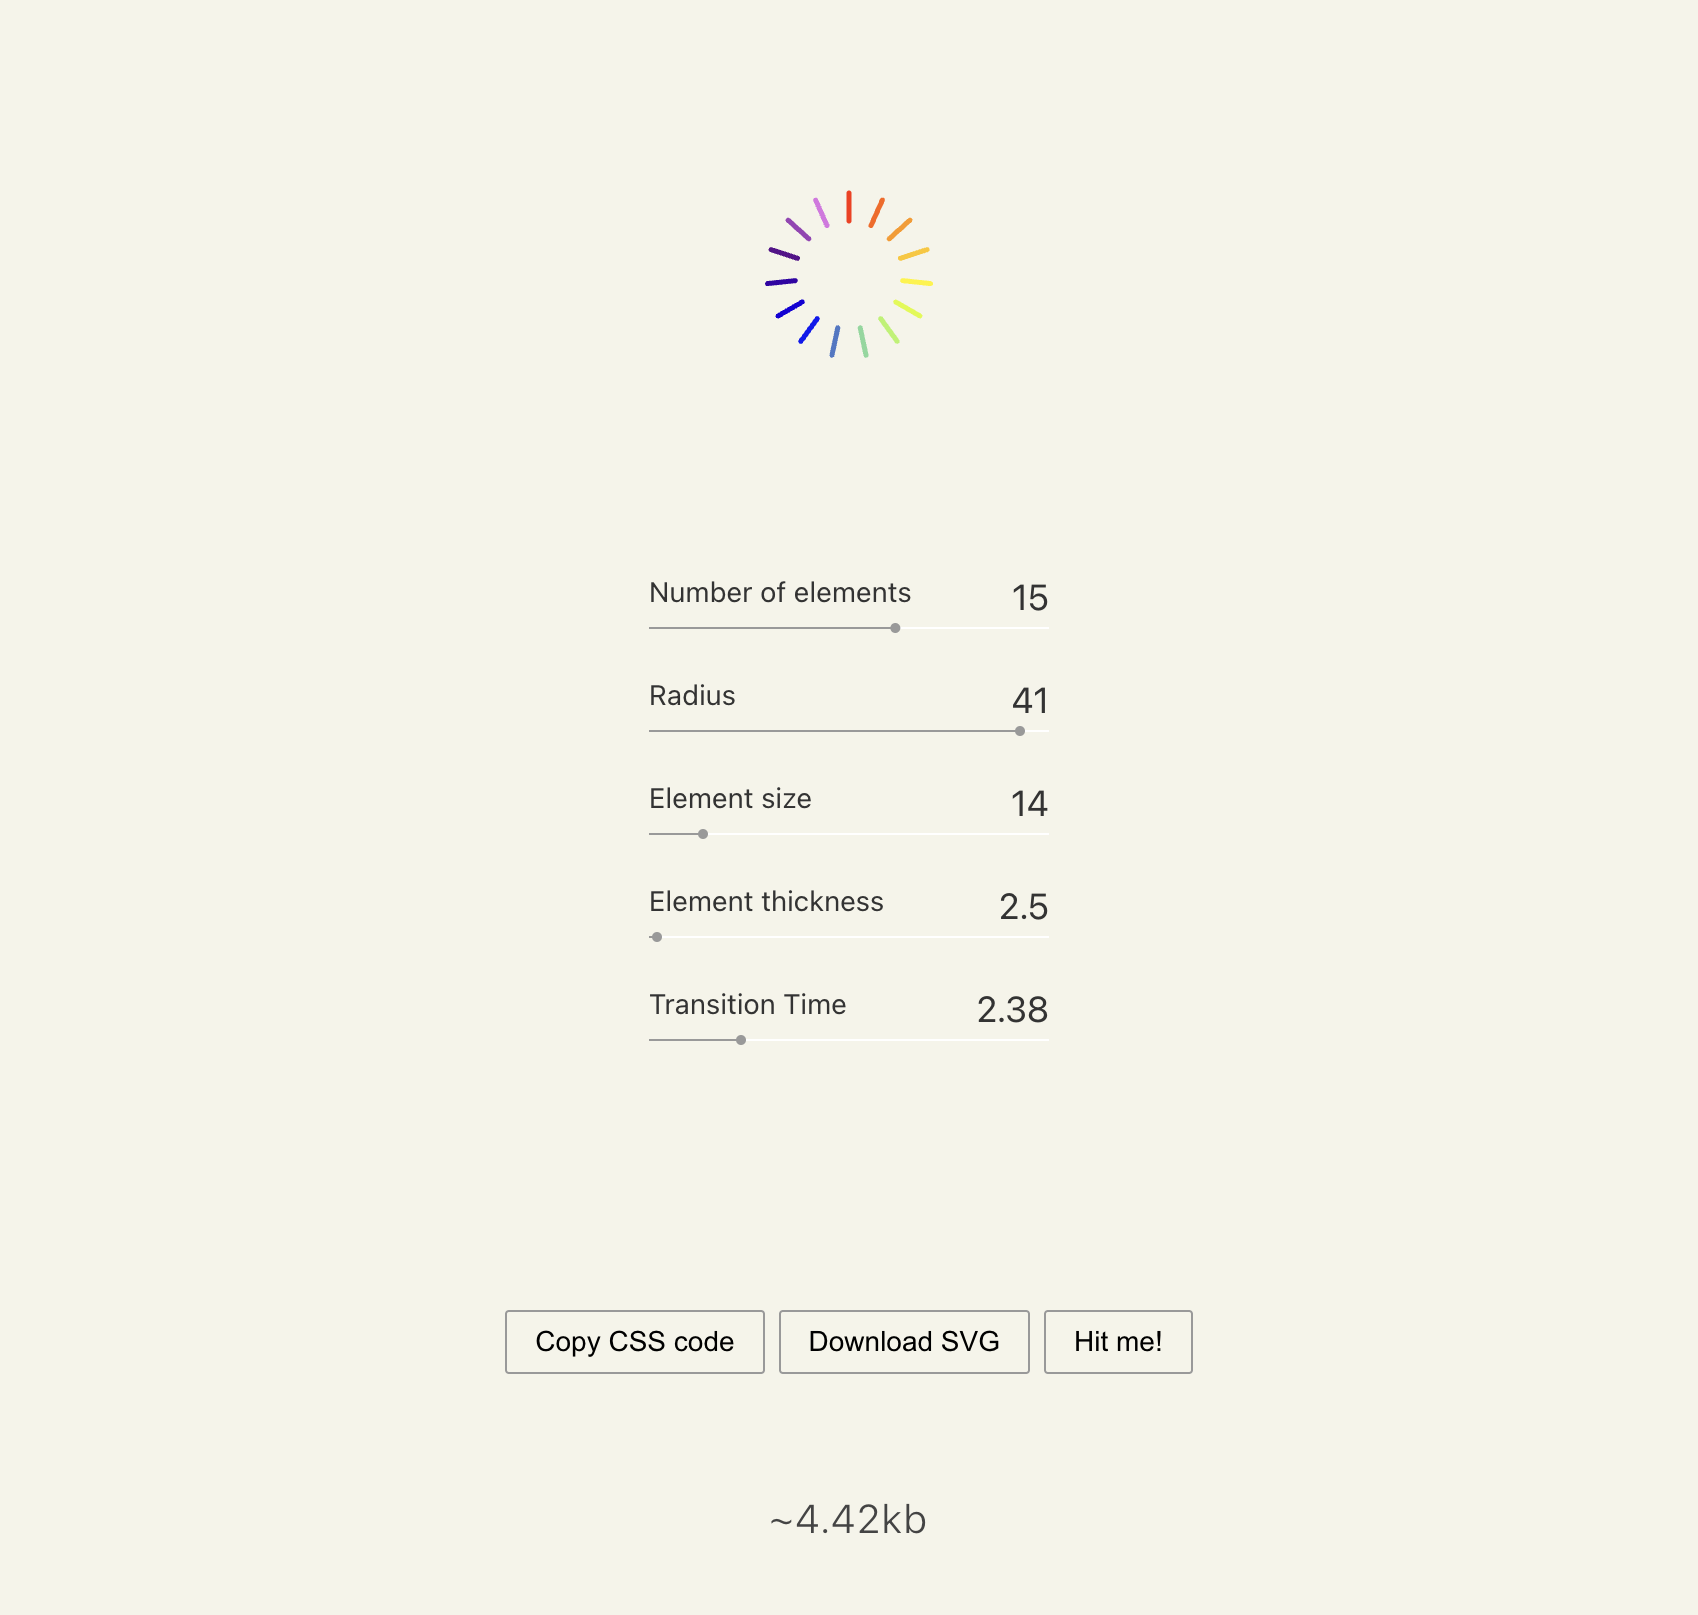 Number of elements 15
Radius 41
Element size 14
Element thickness 2.5
Transition Time 2.38
Copy CSS code Download SVG Hit me!
~4.42kb